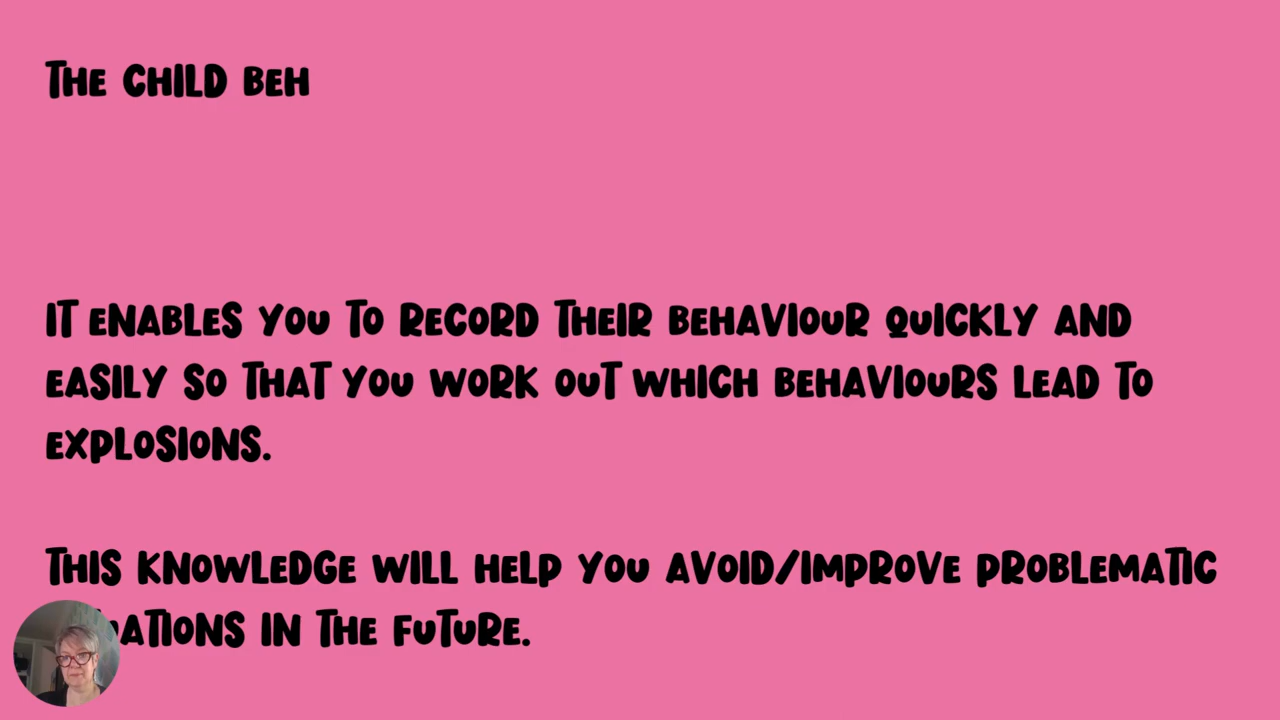 THE CHILD BEH
IT ENABLES YOU TO RECORD THEIR BEHAVIOUR QUICKLY AND
EASILY SO THAT YOU WORK OUT WHICH BEHAVIOURS LEAD TO
EXPLOSIONS.
THIS KNOWLEDGE WILL HELP YOU AVOID/IMPROVE PROBLEMATIC
IN THE FUTURE.